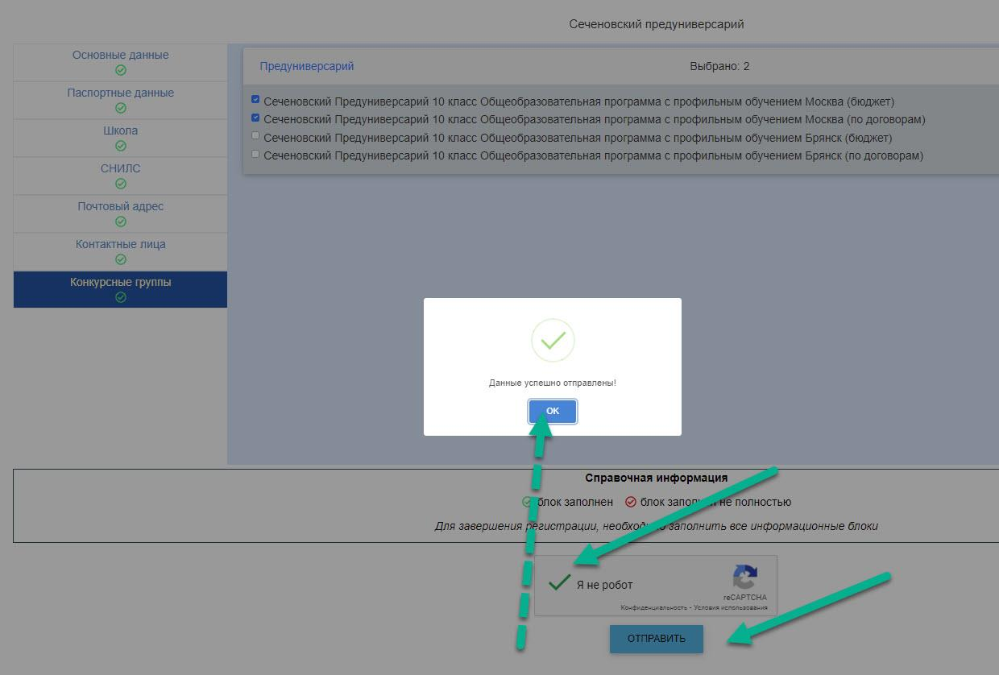 Сеченовский предуниверсарий
Основные данные
Паспортные данные
Школа
СНИЛС
Почтовый адрес
Контактные лица
Конкурсные группы
Предуниверсарий
Выбрано: 2
Сеченовский Предуниверсарий 10 класс Общеобразовательная программа с профильным обучением Москва (бюджет)
Сеченовский Предуниверсарий 10 класс Общеобразовательная программа с профильным обучением Москва (по договорам)
Сеченовский Предуниверсарий 10 класс Общеобразовательная программа с профильным обучением Брянск (бюджет)
Сеченовский Предуниверсарий 10 класс Общеобразовательная программа с профильным обучением Брянск (по договорам)
Данные успешно отправлены!
OK
Справочная информация
блок заполнен блок заполнен не полностью
Для завершения регистрации, необходимо заполнить все информационные блоки
Я не робот
reCAPTCHA
Конфиденциальность - Условия использования
ОТПРАВИТЬ